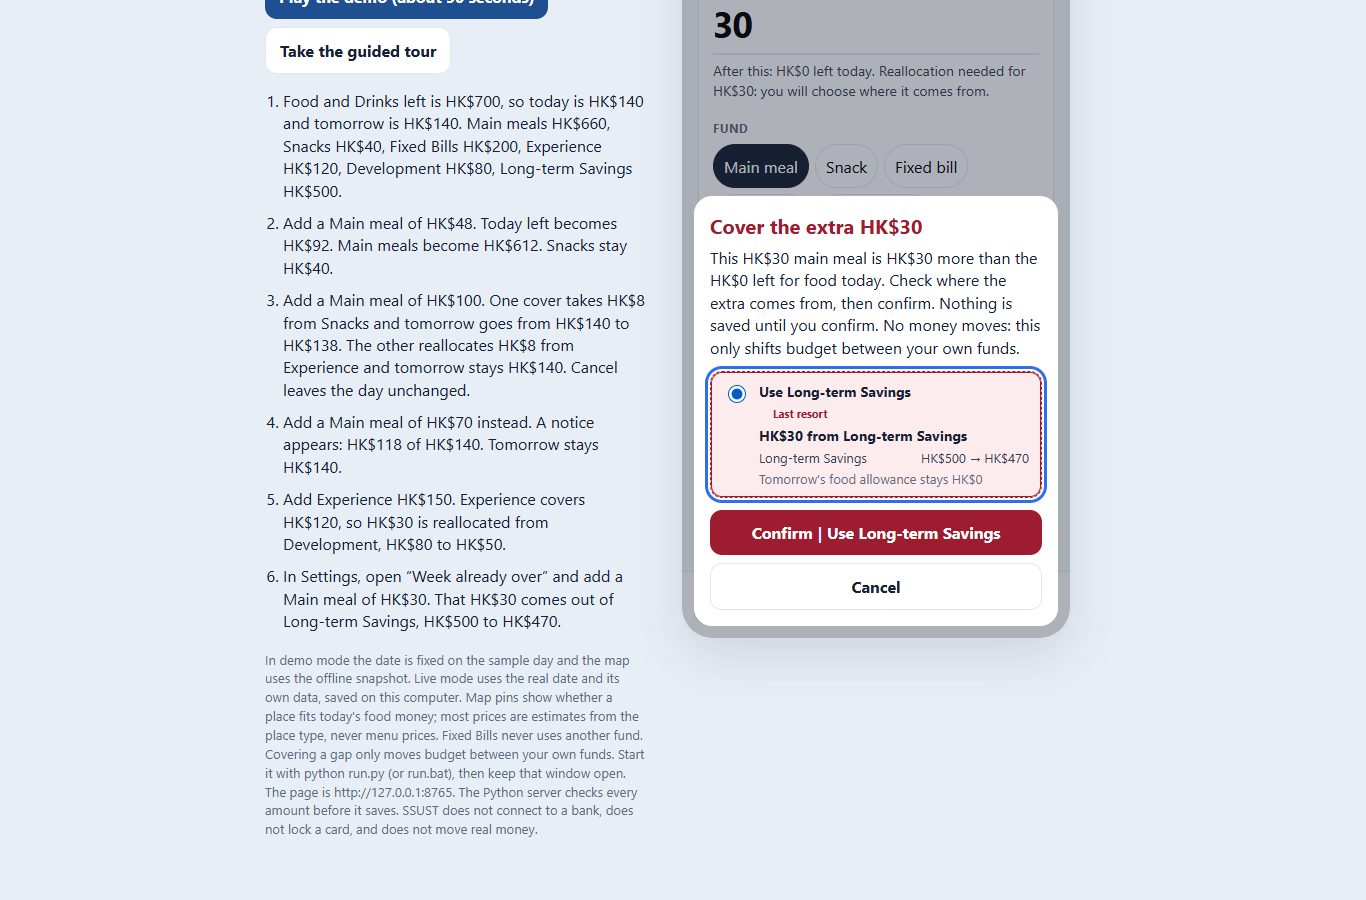 Play the demo (about 90 seconds)
Take the guided tour
1. Food and Drinks left is HK$700, so today is HK$140
and tomorrow is HK$140. Main meals HK$660,
Snacks HK$40, Fixed Bills HK$200, Experience
HK$120, Development HK$80, Long-term Savings
HK$500.
2. Add a Main meal of HK$48. Today left becomes
HK$92. Main meals become HK$612. Snacks stay
HK$40.
3. Add a Main meal of HK$100. One cover takes HK$8
from Snacks and tomorrow goes from HK$140 to
HK$138. The other reallocates HK$8 from
Experience and tomorrow stays HK$140. Cancel
leaves the day unchanged.
4. Add a Main meal of HK$70 instead. A notice
appears: HK$118 of HK$140. Tomorrow stays
HK$140.
5. Add Experience HK$150. Experience covers
HK$120, so HK$30 is reallocated from
Development, HK$80 to HK$50.
6. In Settings, open “Week already over” and add a
Main meal of HK$30. That HK$30 comes out of
Long-term Savings, HK$500 to HK$470.
In demo mode the date is fixed on the sample day and the map
uses the offline snapshot. Live mode uses the real date and its
own data, saved on this computer. Map pins show whether a
place fits today's food money; most prices are estimates from the
place type, never menu prices. Fixed Bills never uses another fund.
Covering a gap only moves budget between your own funds. Start
it with python run.py (or run.bat), then keep that window open.
The page is http://127.0.0.1:8765. The Python server checks every
amount before it saves. SSUST does not connect to a bank, does
not lock a card, and does not move real money.
30
After this: HK$0 left today. Reallocation needed for
HK$30: you will choose where it comes from.
FUND
Main meal Snack Fixed bill
Cover the extra HK$30
This HK$30 main meal is HK$30 more than the
HK$0 left for food today. Check where the
extra comes from, then confirm. Nothing is
saved until you confirm. No money moves: this
only shifts budget between your own funds.
Use Long-term Savings
Last resort
HK$30 from Long-term Savings
Long-term Savings HK$500 → HK$470
Tomorrow's food allowance stays HK$0
Confirm | Use Long-term Savings
Cancel